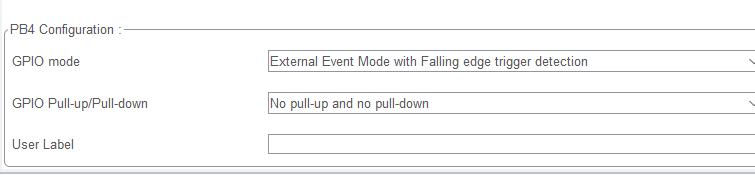 PB4 Configuration :
GPIO mode External Event Mode with Falling edge trigger detection
GPIO Pull-up/Pull-down No pull-up and no pull-down
User Label